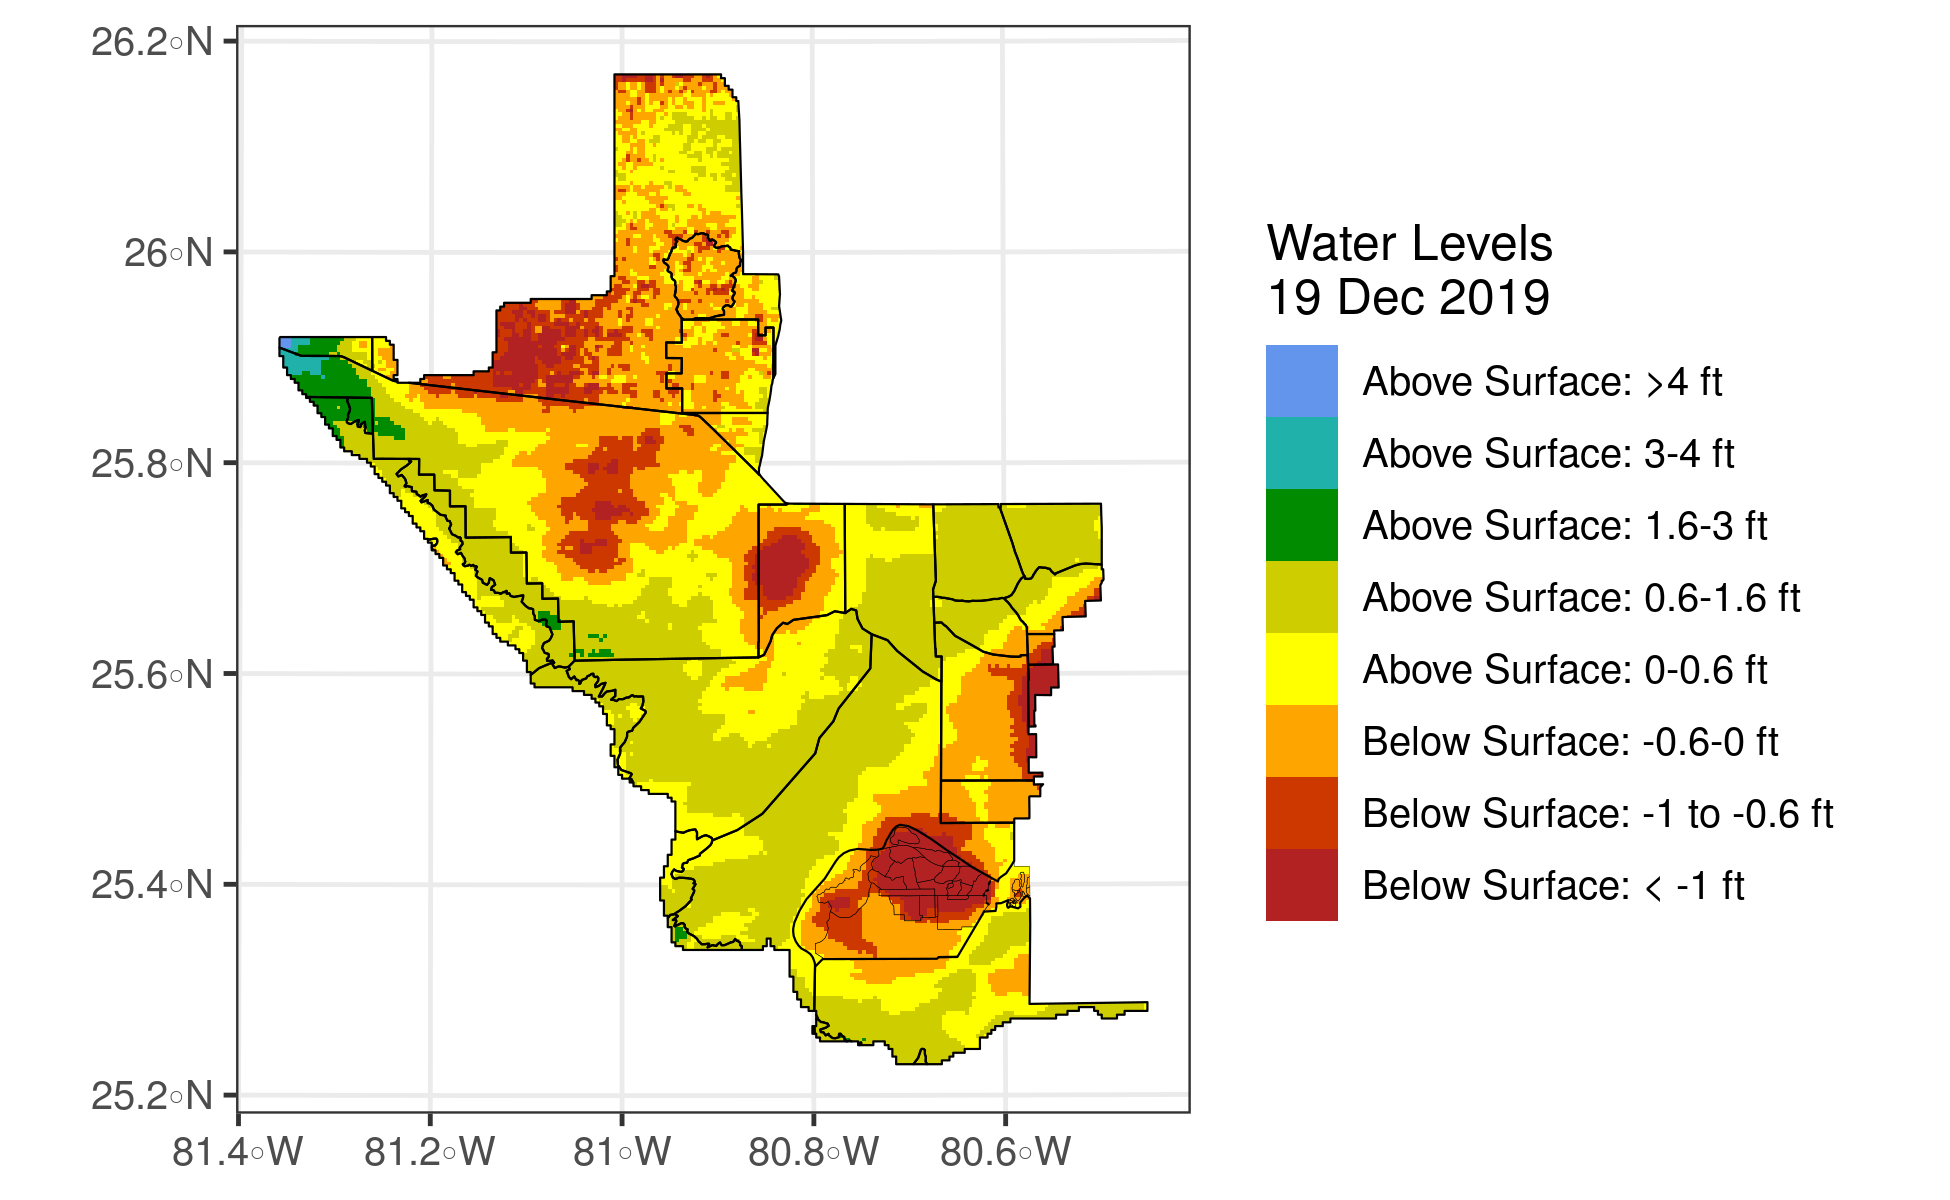 26.2◦N
26◦N
25.8◦N
25.6◦N
25.4◦N
25.2◦N
81.4◦W
81.2◦W
81◦W
80.8◦W
80.6◦W
Water Levels
19 Dec 2019
Above Surface: >4 ft
Above Surface: 3-4 ft
Above Surface: 1.6-3 ft
Above Surface: 0.6-1.6 ft
Above Surface: 0-0.6 ft
Below Surface: -0.6-0 ft
Below Surface: -1 to -0.6 ft
Below Surface: < -1 ft